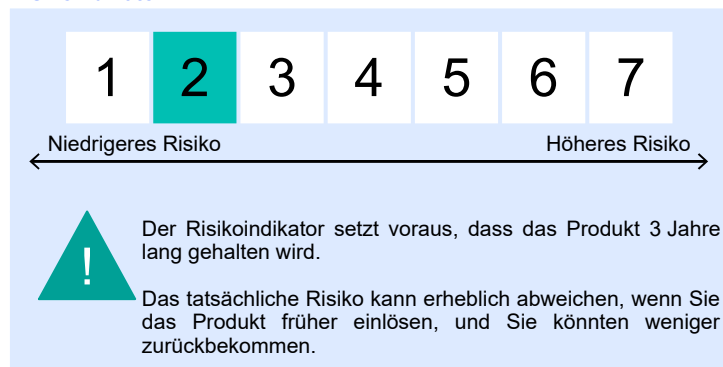 1 2 3 4 5 6 7
Niedrigeres Risiko Höheres Risiko
!
Der Risikoindikator setzt voraus, dass das Produkt 3 Jahre
lang gehalten wird.
Das tatsächliche Risiko kann erheblich abweichen, wenn Sie
das Produkt früher einlösen, und Sie könnten weniger
zurückbekommen.